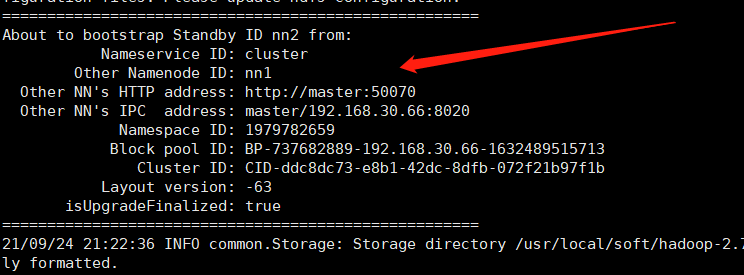 =====================================================
About to bootstrap Standby ID nn2 from:
Nameservice ID: cluster
Other Namenode ID: nn1
Other NN's HTTP address: http://master:50070
Other NN's IPC address: master/192.168.30.66:8020
Namespace ID: 1979782659
Block pool ID: BP-737682889-192.168.30.66-1632489515713
Cluster ID: CID-ddc8dc73-e8b1-42dc-8dfb-072f21b97f1b
Layout version: -63
isUpgradeFinalized: true
=====================================================
21/09/24 21:22:36 INFO common.Storage: Storage directory /usr/local/soft/hadoop-2.7
ly formatted.